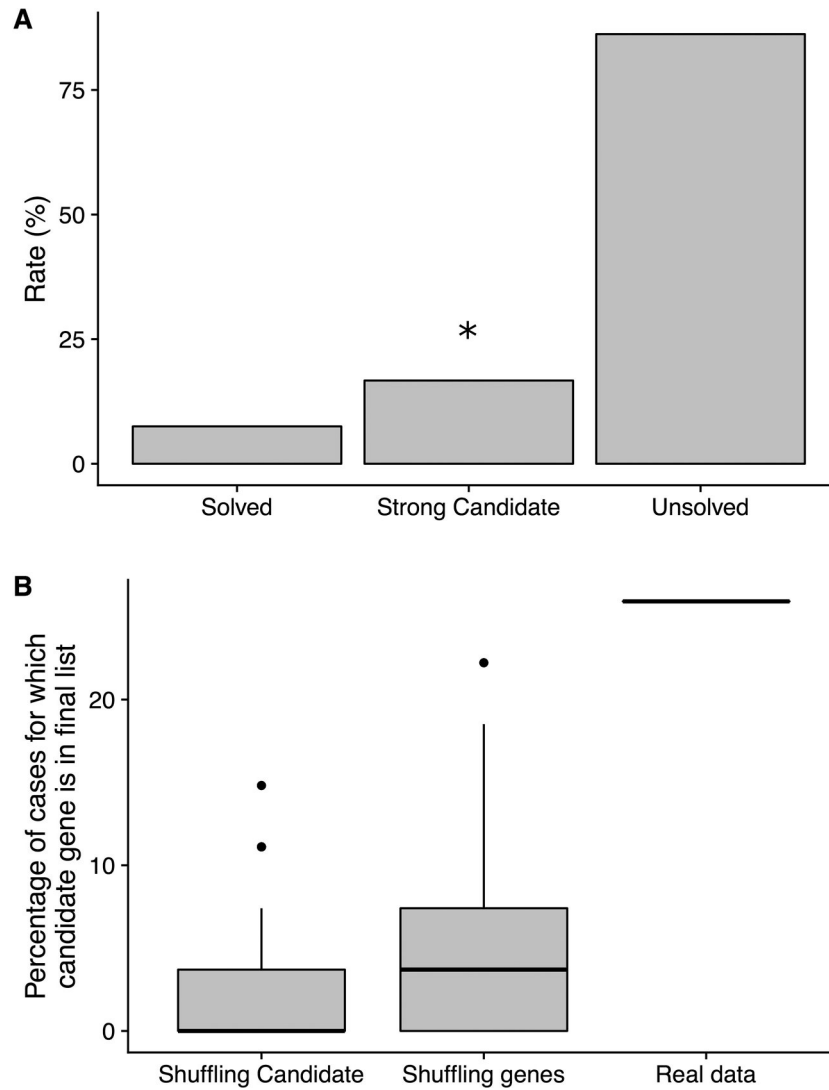 A
Rate (%)
75
50
25
0
*
Solved
Strong Candidate
Unsolved
B
Percentage of cases for which
candidate gene is in final list
20
10
0
Shuffling Candidate
Shuffling genes
Real data